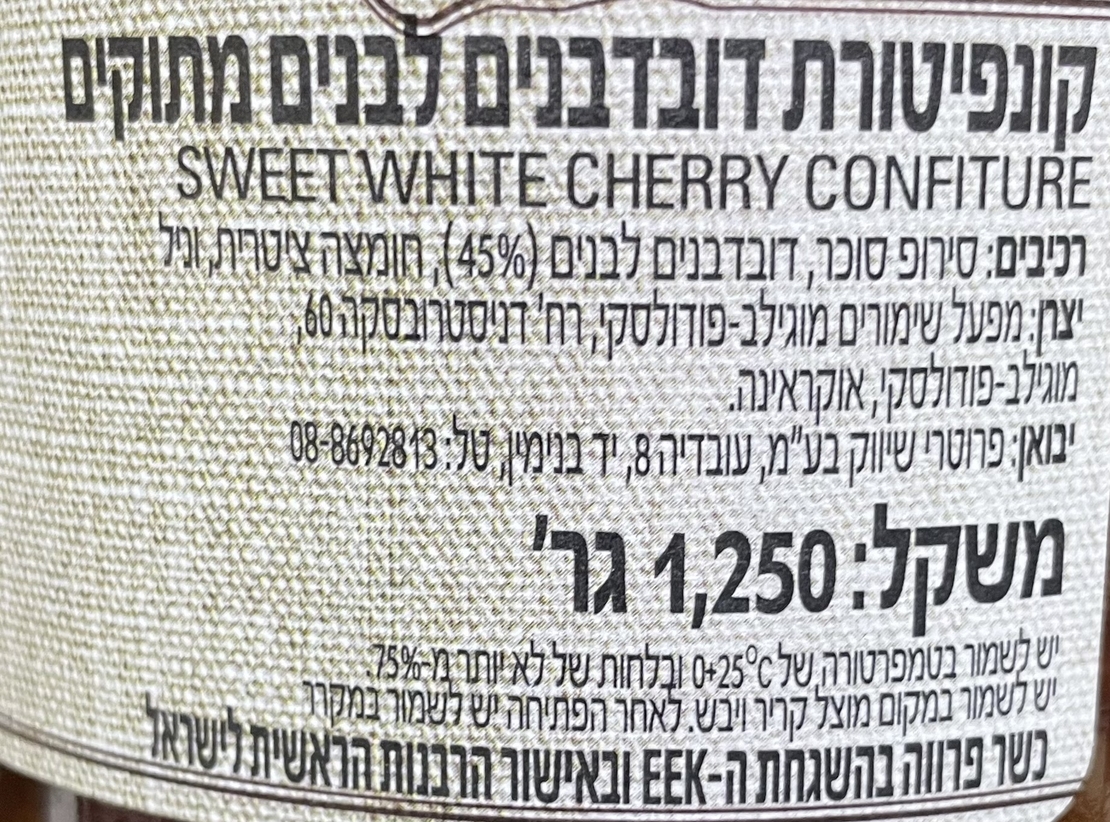 קונפיטורת דובדבנים לבנים מתוקים
SWEET WHITE CHERRY CONFITURE
רכיבים: סירופ סוכר, דובדבנים לבנים (45%), חומצה ציטרית, וניל
יצרן: מפעל שימורים מוגילב-פודולסקי, רח' דניסטרובסקה 60,
מוגילב-פודולסקי, אוקראינה.
יבואן: פרוטרי שיווק בע"מ, עובדיה 8, יד בנימין, טל: 08-8692813
משקל: 1,250 גר'
יש לשמור בטמפרטורה של 0+25°C ובלחות של לא יותר מ-75%.
יש לשמור במקום מוצל קריר ויבש. לאחר הפתיחה יש לשמור במקרר
כשר פרווה בהשגחת ה-EEK ובאישור הרבנות הראשית לישראל